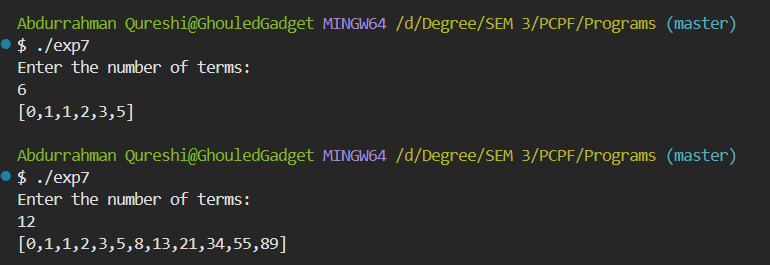 Abdurrahman Qureshi@GhouledGadget MINGW64 /d/Degree/SEM 3/PCPF/Programs (master)
$ ./exp7
Enter the number of terms:
6
[0,1,1,2,3,5]
Abdurrahman Qureshi@GhouledGadget MINGW64 /d/Degree/SEM 3/PCPF/Programs (master)
$ ./exp7
Enter the number of terms:
12
[0,1,1,2,3,5,8,13,21,34,55,89]